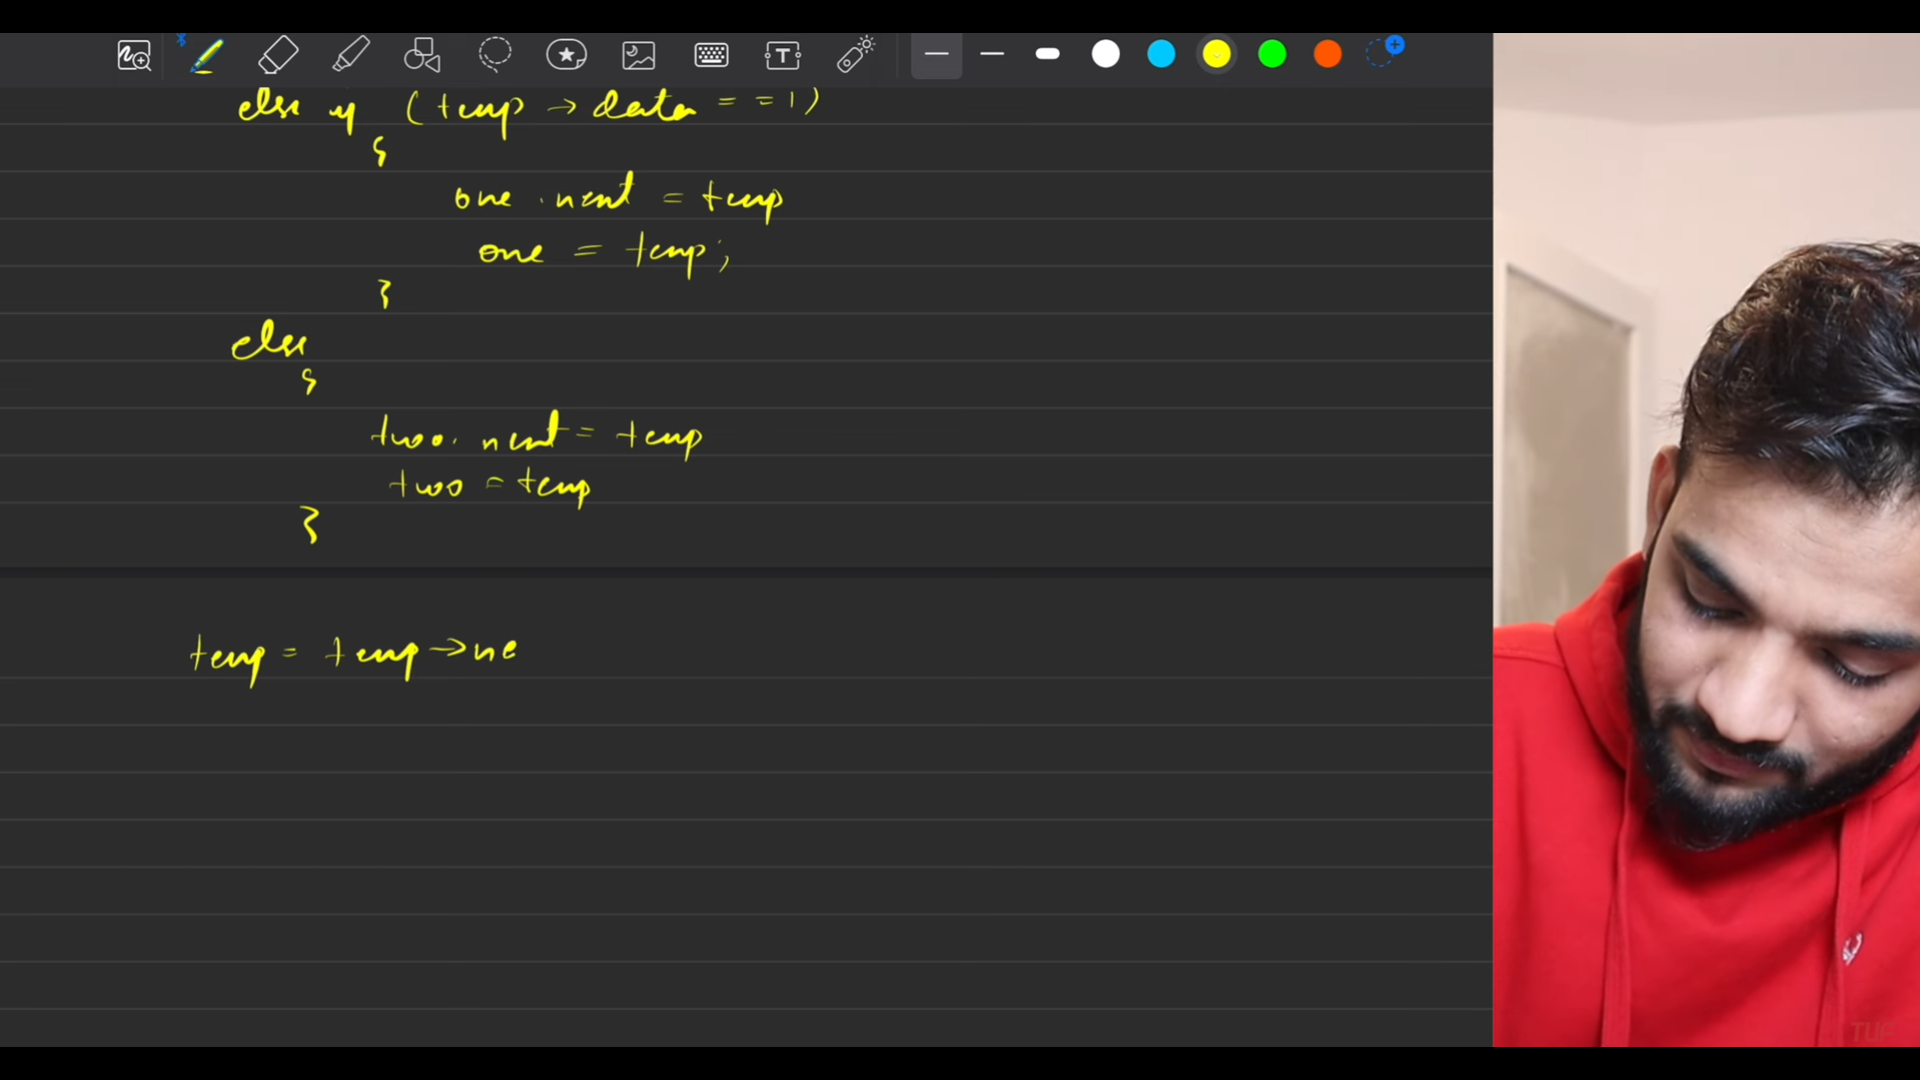 else if (temp → data = = 1)
{
one . next = temp
one = temp;
}
else
{
two. next = temp
two = temp
}
temp = temp → ne
T
TUF